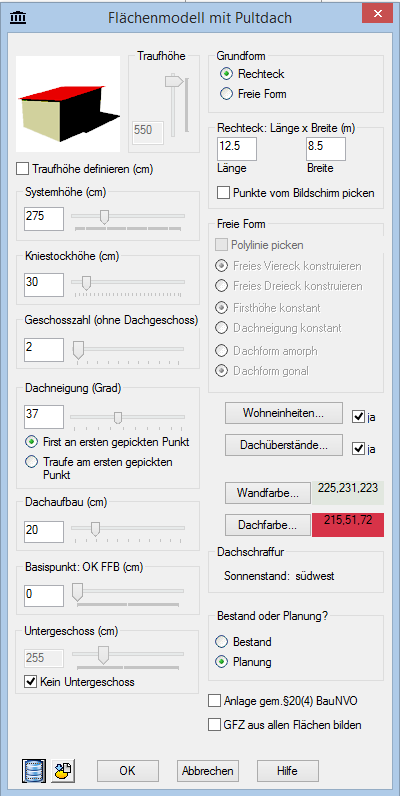 Flächenmodell mit Pultdach
Traufhöhe
550
Traufhöhe definieren (cm)
Systemhöhe (cm)
275
Kniestockhöhe (cm)
30
Geschosszahl (ohne Dachgeschoss)
2
Dachneigung (Grad)
37
First an ersten gepickten Punkt
Traufe am ersten gepickten
Punkt
Dachaufbau (cm)
20
Basispunkt: OK FFB (cm)
0
Untergeschoss (cm)
255
Kein Untergeschoss
Grundform
Rechteck
Freie Form
Rechteck: Länge x Breite (m)
12.5
8.5
Länge
Breite
Punkte vom Bildschirm picken
Freie Form
Polylinie picken
Freies Viereck konstruieren
Freies Dreieck konstruieren
Firsthöhe konstant
Dachneigung konstant
Dachform amorph
Dachform gonal
Wohneinheiten...
ja
Dachüberstände...
ja
Wandfarbe...
225,231,223
Dachfarbe...
215,51,72
Dachschraffur
Sonnenstand: südwest
Bestand oder Planung?
Bestand
Planung
Anlage gem.§20(4) BauNVO
GFZ aus allen Flächen bilden
OK
Abbrechen
Hilfe